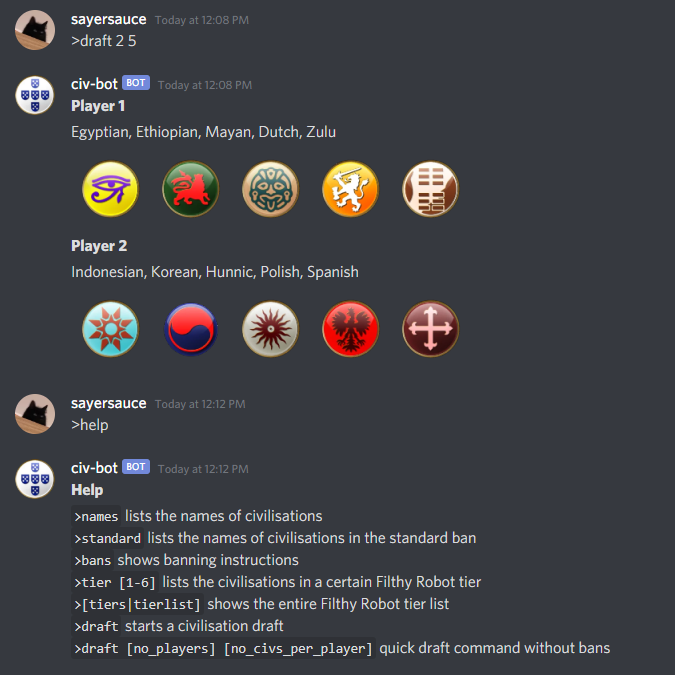 sayersauce Today at 12:08 PM
>draft 2 5
civ-bot BOT Today at 12:08 PM
Player 1
Egyptian, Ethiopian, Mayan, Dutch, Zulu
Player 2
Indonesian, Korean, Hunnic, Polish, Spanish
sayersauce Today at 12:12 PM
>help
civ-bot BOT Today at 12:12 PM
Help
>names lists the names of civilisations
>standard lists the names of civilisations in the standard ban
>bans shows banning instructions
>tier [1-6] lists the civilisations in a certain Filthy Robot tier
>[tiers|tierlist] shows the entire Filthy Robot tier list
>draft starts a civilisation draft
>draft [no_players] [no_civs_per_player] quick draft command without bans